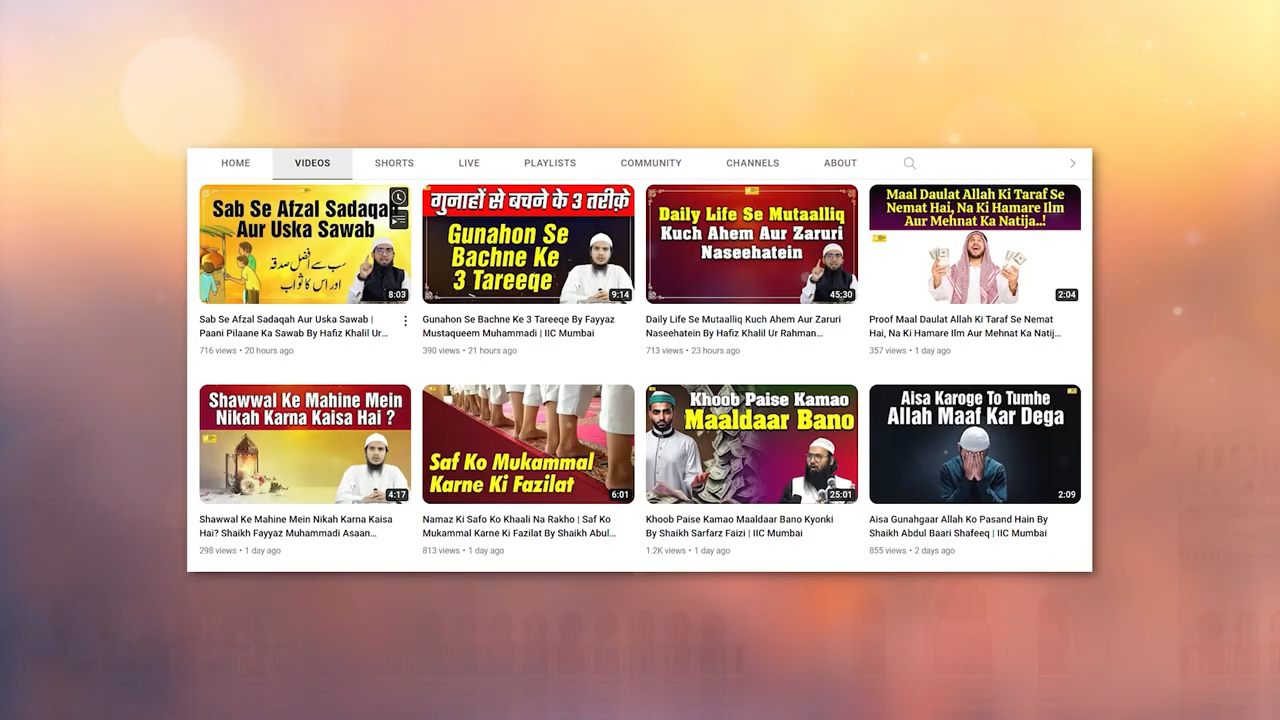 HOME VIDEOS SHORTS LIVE PLAYLISTS COMMUNITY CHANNELS ABOUT
Sab Se Afzal Sadaqa
Aur Uska Sawab
سب سے افضل صدقہ
اور اس کا ثواب
8:03
Sab Se Afzal Sadaqah Aur Uska Sawab |
Paani Pilaane Ka Sawab By Hafiz Khalil Ur...
716 views • 20 hours ago
गुनाहों से बचने के 3 तरीक़े
Gunahon Se
Bachne Ke
3 Tareeqe
9:14
Gunahon Se Bachne Ke 3 Tareeqe By Fayyaz
Mustaqueem Muhammadi | IIC Mumbai
390 views • 21 hours ago
Daily Life Se Mutaalliq
Kuch Ahem Aur Zaruri
Naseehatein
45:30
Daily Life Se Mutaalliq Kuch Ahem Aur Zaruri
Naseehatein By Hafiz Khalil Ur Rahman...
713 views • 23 hours ago
Maal Daulat Allah Ki Taraf Se
Nemat Hai, Na Ki Hamare Ilm
Aur Mehnat Ka Natija..!
2:04
Proof Maal Daulat Allah Ki Taraf Se Nemat
Hai, Na Ki Hamare Ilm Aur Mehnat Ka Natij...
357 views • 1 day ago
Shawwal Ke Mahine Mein
Nikah Karna Kaisa Hai ?
4:17
Shawwal Ke Mahine Mein Nikah Karna Kaisa
Hai? Shaikh Fayyaz Muhammadi Asaan...
298 views • 1 day ago
Saf Ko Mukammal
Karne Ki Fazilat
6:01
Namaz Ki Safo Ko Khaali Na Rakho | Saf Ko
Mukammal Karne Ki Fazilat By Shaikh Abul...
813 views • 1 day ago
Khoob Paise Kamao
Maaldaar Bano
25:01
Khoob Paise Kamao Maaldaar Bano Kyonki
By Shaikh Sarfarz Faizi | IIC Mumbai
1.2K views • 1 day ago
Aisa Karoge To Tumhe
Allah Maaf Kar Dega
2:09
Aisa Gunahgaar Allah Ko Pasand Hain By
Shaikh Abdul Baari Shafeeq | IIC Mumbai
855 views • 2 days ago